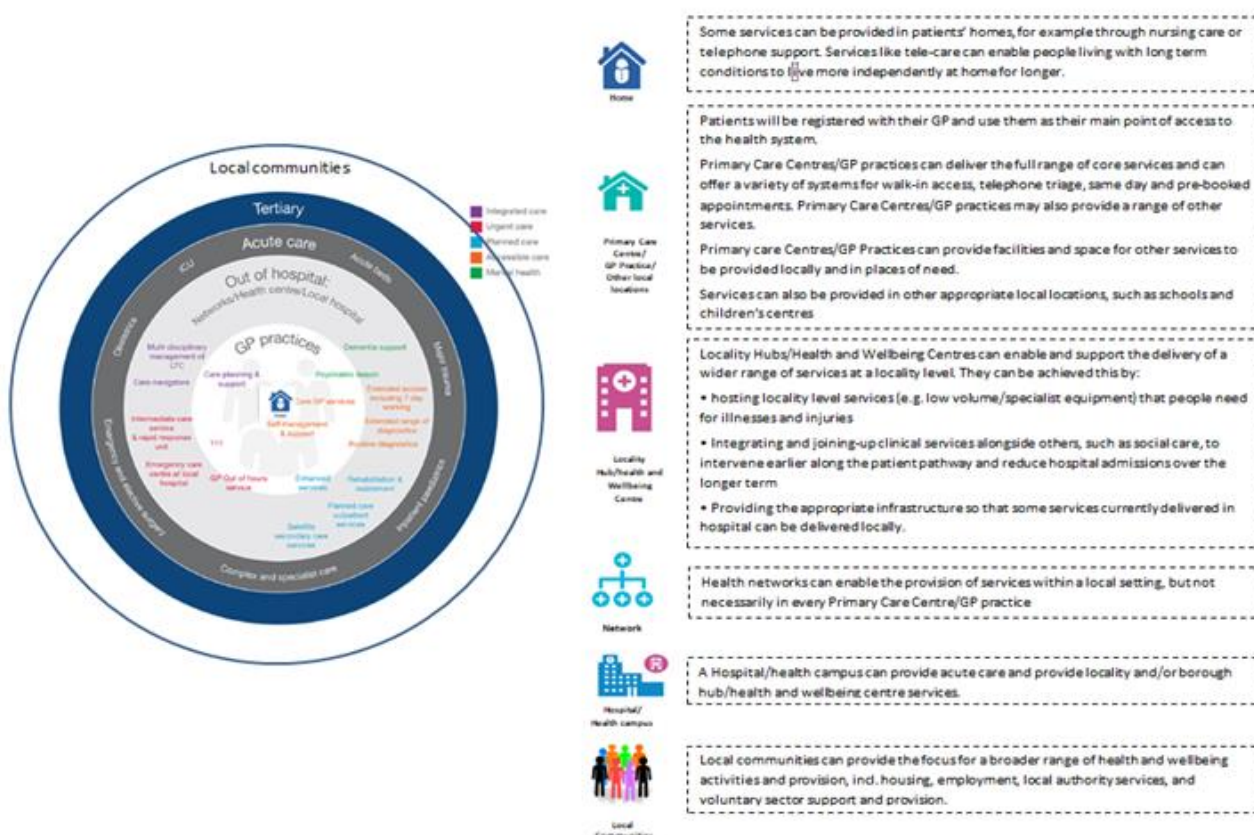 Local communities
Tertiary
Acute care
ICU
Acute beds
Obstetrics
Major trauma
Emergency and elective surgery
Inpatient paediatrics
Complex and specialist care
Out of hospital:
Networks/Health centre/Local hospital
GP practices
Multi disciplinary
management of
LTC
Care navigators
Care planning &
support
Dementia support
Psychiatric liaison
Core GP services
Self-management
& support
Extended access
including 7 day
working
Extended range of
diagnostics
Routine diagnostics
Intermediate care
service
& rapid response
unit
111
Emergency care
centre at local
hospital
GP Out of hours
service
Enhanced
services
Rehabilitation &
Planned care
outpatient
services
Satellite
secondary care
services
Integrated care
Urgent care
Planned care
Accessible care
Mental health
Home
Some services can be provided in patients' homes, for example through nursing care or
telephone support. Services like tele-care can enable people living with long term
conditions to live more independently at home for longer.
Primary Care
Centre/
GP Practice/
Other local
locations
Patients will be registered with their GP and use them as their main point of access to
the health system.
Primary Care Centres/GP practices can deliver the full range of core services and can
offer a variety of systems for walk-in access, telephone triage, same day and pre-booked
appointments. Primary Care Centres/GP practices may also provide a range of other
services.
Primary care Centres/GP Practices can provide facilities and space for other services to
be provided locally and in places of need.
Services can also be provided in other appropriate local locations, such as schools and
children's centres
Locality
Hub/health and
Wellbeing
Centre
Locality Hubs/Health and Wellbeing Centres can enable and support the delivery of a
wider range of services at a locality level. They can be achieved this by:
• hosting locality level services (e.g. low volume/specialist equipment) that people need
for illnesses and injuries
• Integrating and joining-up clinical services alongside others, such as social care, to
intervene earlier along the patient pathway and reduce hospital admissions over the
longer term
• Providing the appropriate infrastructure so that some services currently delivered in
hospital can be delivered locally.
Network
Health networks can enable the provision of services within a local setting, but not
necessarily in every Primary Care Centre/GP practice
H
Hospital/
Health campus
A Hospital/health campus can provide acute care and provide locality and/or borough
hub/health and wellbeing centre services.
Local
Communities
Local communities can provide the focus for a broader range of health and wellbeing
activities and provision, incl. housing, employment, local authority services, and
voluntary sector support and provision.